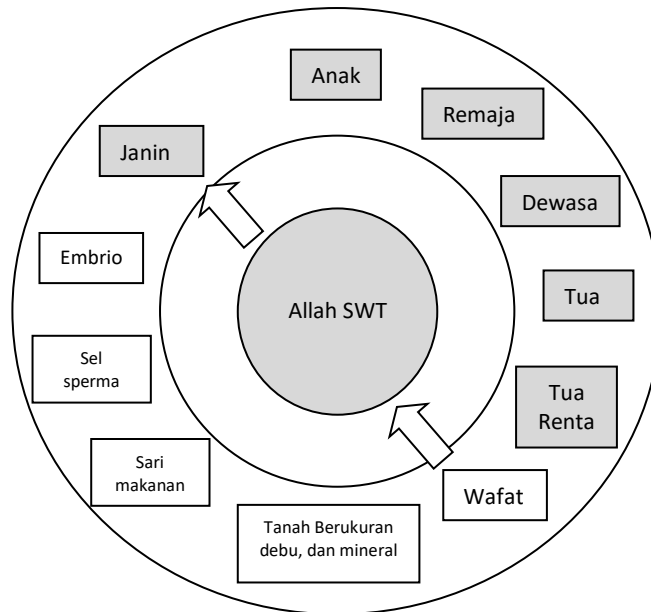 Anak
Remaja
Janin
Dewasa
Embrio
Allah SWT
Tua
Sel
sperma
Tua
Renta
Sari
makanan
Wafat
Tanah Berukuran
debu, dan mineral